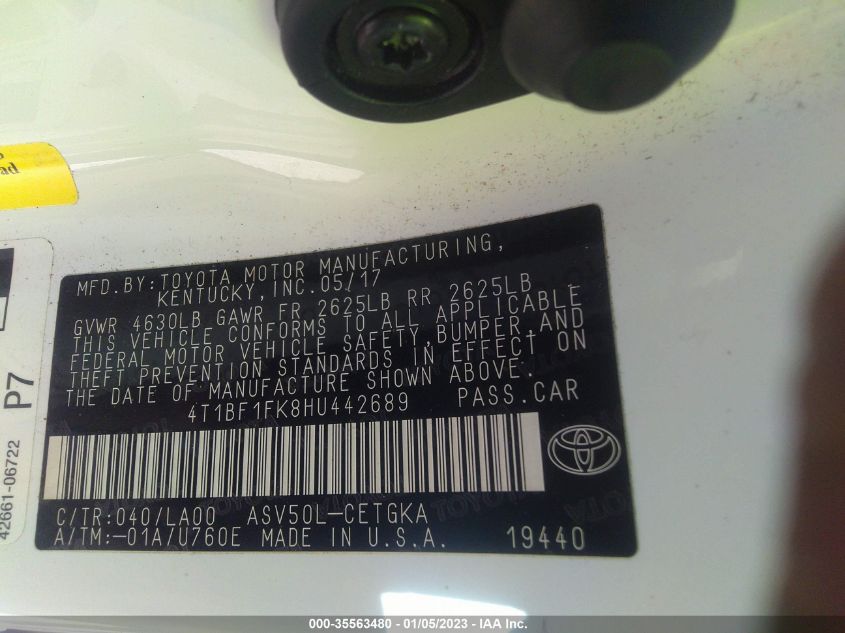 ad
P7
42661-06722
MFD.BY:TOYOTA MOTOR MANUFACTURING,
KENTUCKY,INC.05/17
GVWR 4630LB GAWR FR 2625LB RR 2625LB
THIS VEHICLE CONFORMS TO ALL APPLICABLE
FEDERAL MOTOR VEHICLE SAFETY,BUMPER,AND
THEFT PREVENTION STANDARDS IN EFFECT ON
THE DATE OF MANUFACTURE SHOWN ABOVE.
4T1BF1FK8HU442689 PASS.CAR
C/TR:040/LA00 ASV50L-CETGKA
A/TM:-01A/U760E MADE IN U.S.A. 19440
000-35563480 - 01/05/2023 - IAA Inc.